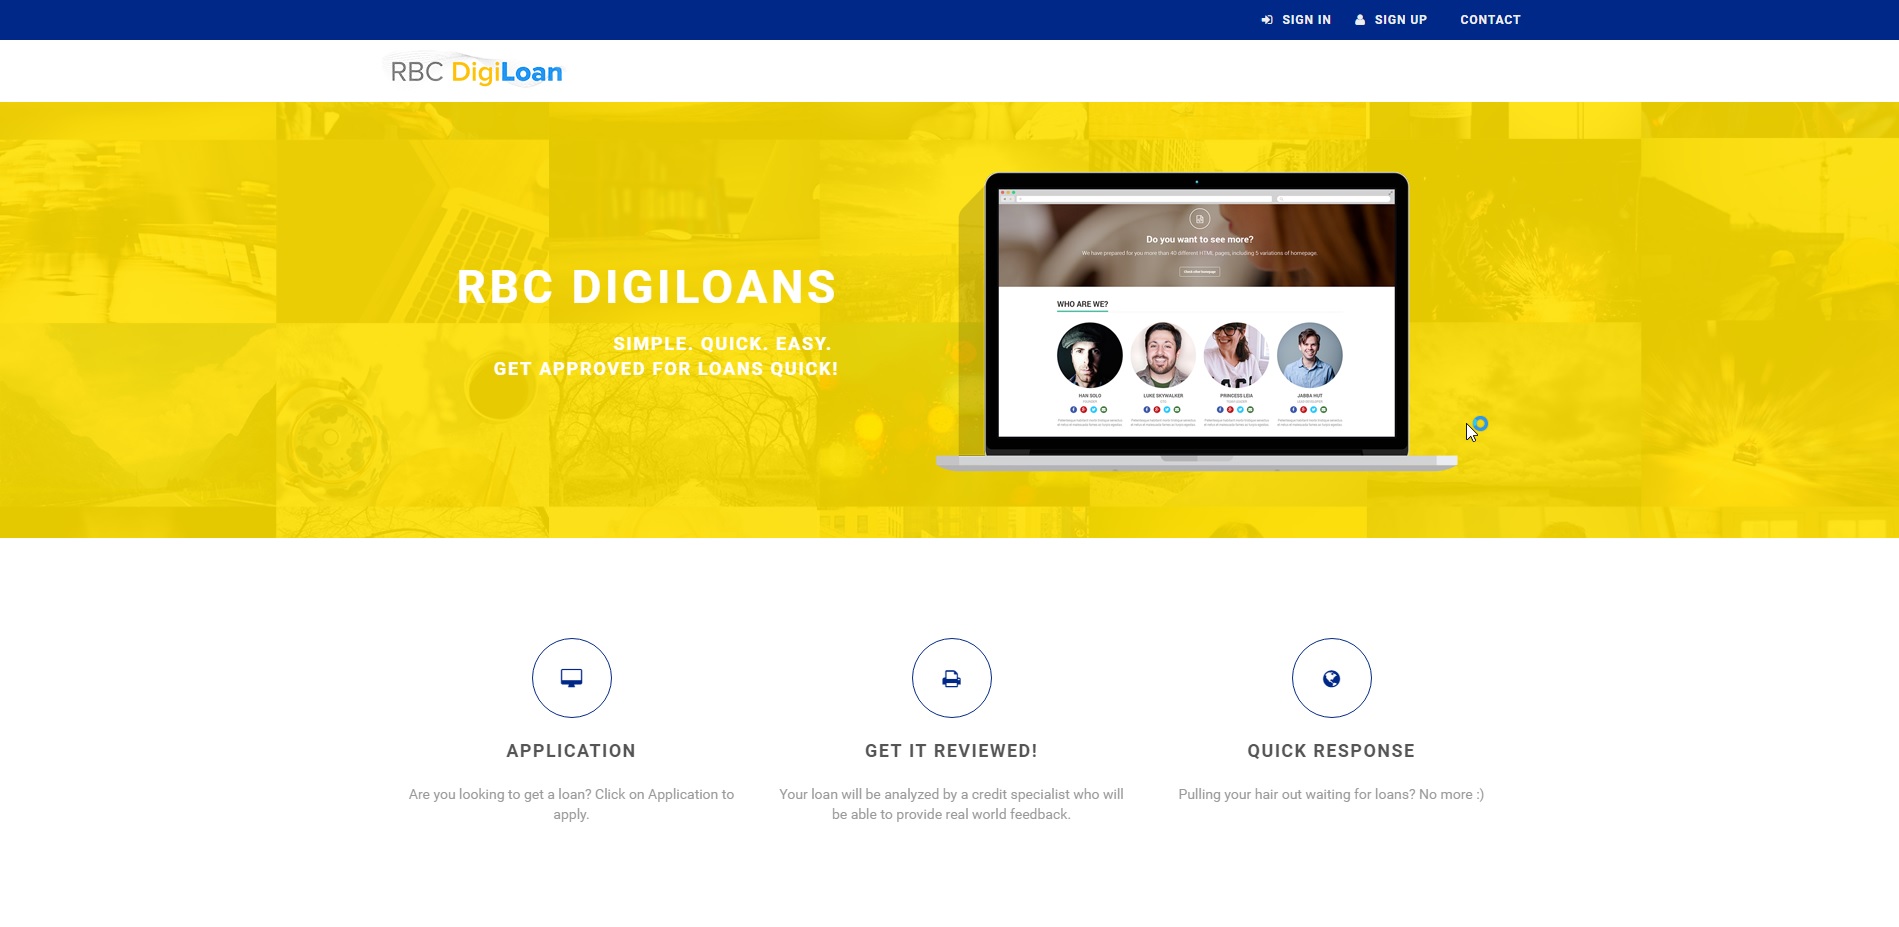 SIGN IN
SIGN UP
CONTACT
RBC DigiLoan
RBC DIGILOANS
SIMPLE. QUICK. EASY.
GET APPROVED FOR LOANS QUICK!
Do you want to see more?
We have prepared for you more than 40 different HTML pages, including 5 variations of homepage.
WHO ARE WE?
HAN SOLO
LUKE SKYWALKER
PRINCESS LEIA
JABBA HUT
APPLICATION
GET IT REVIEWED!
QUICK RESPONSE
Are you looking to get a loan? Click on Application to
apply.
Your loan will be analyzed by a credit specialist who will
be able to provide real world feedback.
Pulling your hair out waiting for loans? No more :)